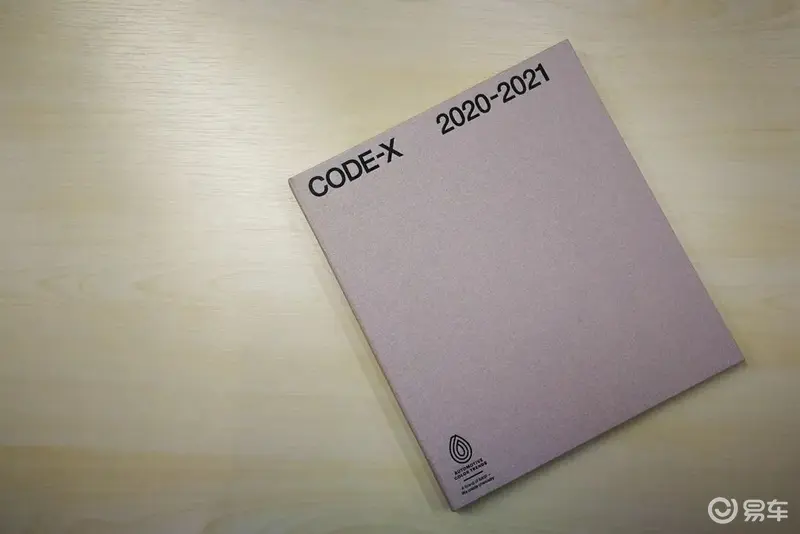 CODE-X 2020-2021
AUTOMOTIVE
COLOR TRENDS
易车